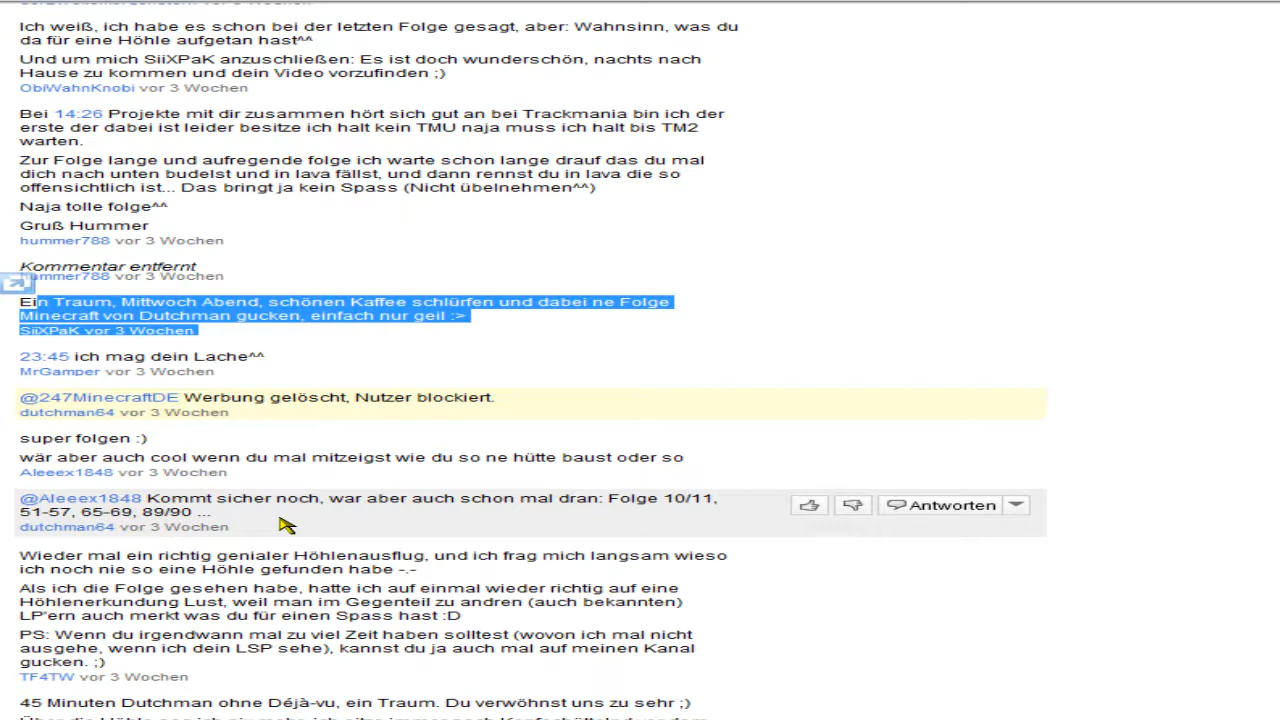 Ich weiß, ich habe es schon bei der letzten Folge gesagt, aber: Wahnsinn, was du
da für eine Höhle aufgetan hast^^
Und um mich SiiXPaK anzuschließen: Es ist doch wunderschön, nachts nach
Hause zu kommen und dein Video vorzufinden ;)
ObiWahnKnobi vor 3 Wochen
Bei 14:26 Projekte mit dir zusammen hört sich gut an bei Trackmania bin ich der
erste der dabei ist leider besitze ich halt kein TMU naja muss ich halt bis TM2
warten.
Zur Folge lange und aufregende folge ich warte schon lange drauf das du mal
dich nach unten budelst und in lava fällst, und dann rennst du in lava die so
offensichtlich ist... Das bringt ja kein Spass (Nicht übelnehmen^^)
Naja tolle folge^^
Gruß Hummer
hummer788 vor 3 Wochen
Kommentar entfernt
hummer788 vor 3 Wochen
Ein Traum, Mittwoch Abend, schönen Kaffee schlürfen und dabei ne Folge
Minecraft von Dutchman gucken, einfach nur geil :>
SiiXPaK vor 3 Wochen
23:45 ich mag dein Lache^^
MrGamper vor 3 Wochen
@247MinecraftDE Werbung gelöscht, Nutzer blockiert.
dutchman64 vor 3 Wochen
super folgen :)
wär aber auch cool wenn du mal mitzeigst wie du so ne hütte baust oder so
Aleeex1848 vor 3 Wochen
@Aleeex1848 Kommt sicher noch, war aber auch schon mal dran: Folge 10/11,
51-57, 65-69, 89/90 ...
Antworten
dutchman64 vor 3 Wochen
Wieder mal ein richtig genialer Höhlenausflug, und ich frag mich langsam wieso
ich noch nie so eine Höhle gefunden habe -.-
Als ich die Folge gesehen habe, hatte ich auf einmal wieder richtig auf eine
Höhlenerkundung Lust, weil man im Gegenteil zu andren (auch bekannten)
LP'ern auch merkt was du für einen Spass hast :D
PS: Wenn du irgendwann mal zu viel Zeit haben solltest (wovon ich mal nicht
ausgehe, wenn ich dein LSP sehe), kannst du ja auch mal auf meinen Kanal
gucken. ;)
TF4TW vor 3 Wochen
45 Minuten Dutchman ohne Déjà-vu, ein Traum. Du verwöhnst uns zu sehr ;)